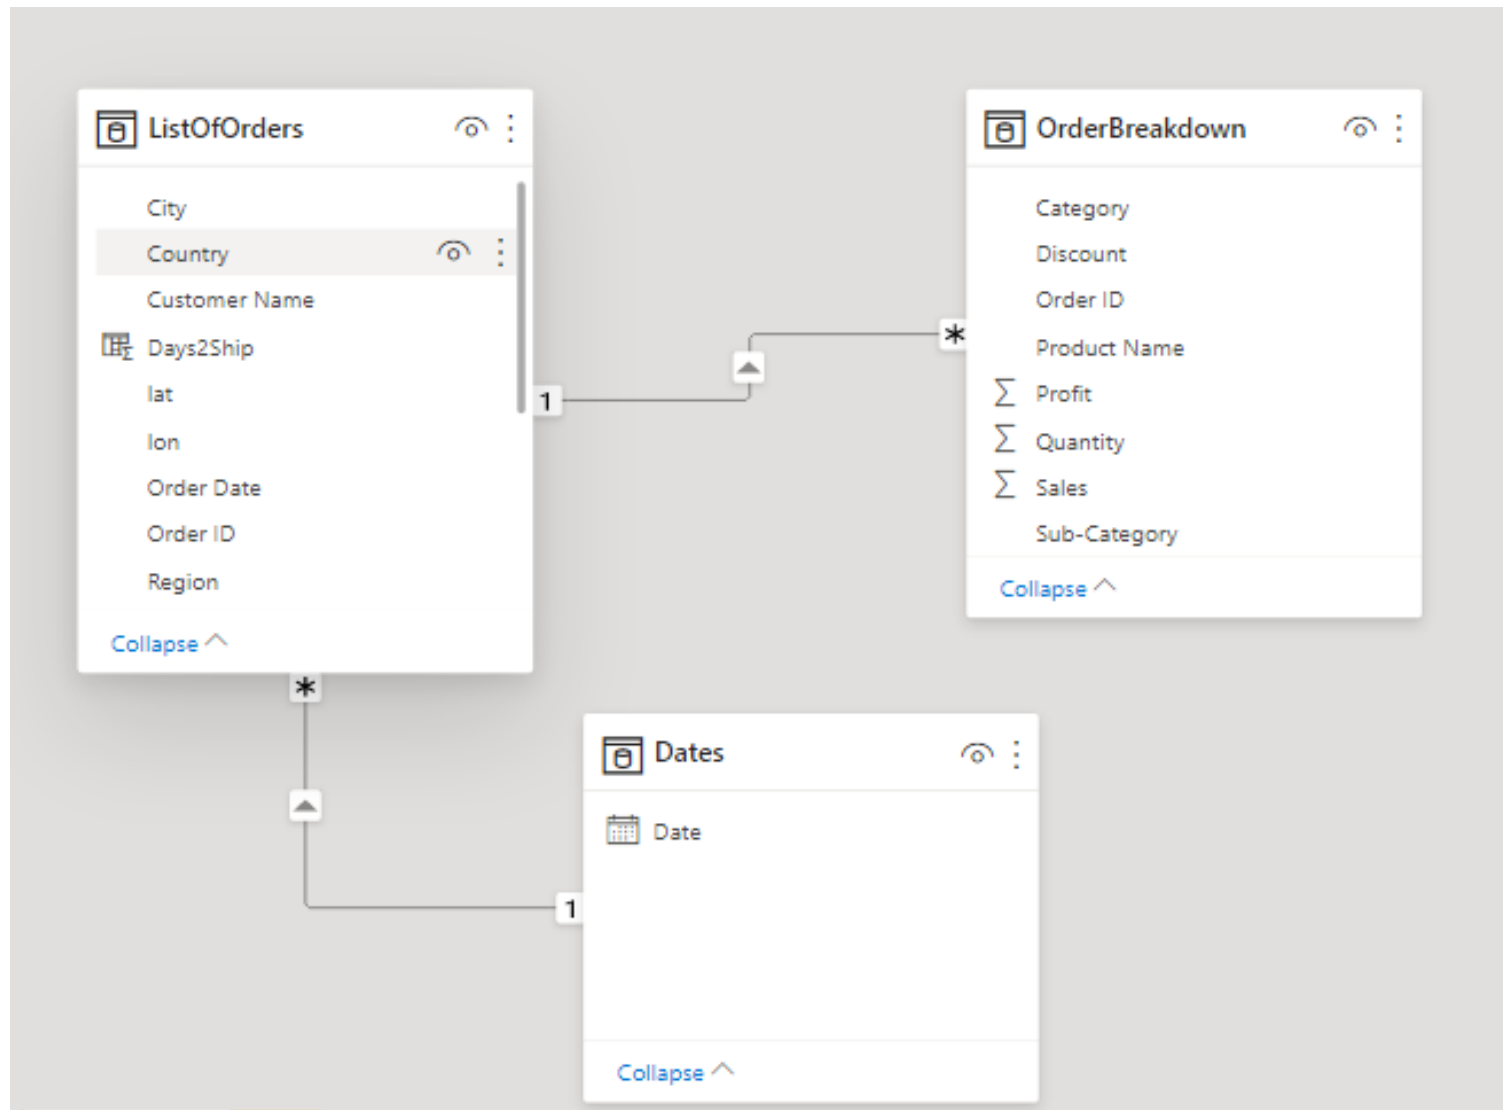 ListOfOrders
City
Country
Customer Name
Days2Ship
lat
lon
Order Date
Order ID
Region
Collapse
1
*
OrderBreakdown
Category
Discount
Order ID
Product Name
Profit
Quantity
Sales
Sub-Category
Collapse
*
1
Dates
Date
Collapse